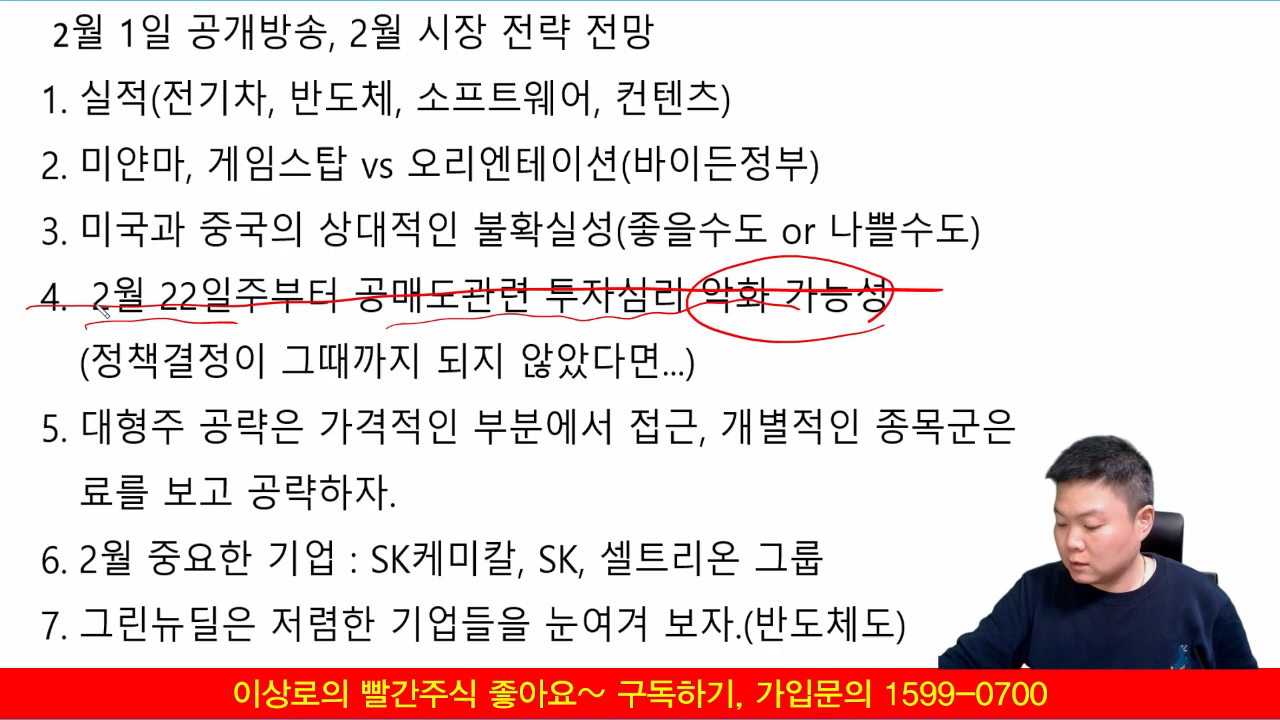 2월 1일 공개방송, 2월 시장 전략 전망
1. 실적(전기차, 반도체, 소프트웨어, 컨텐츠)
2. 미얀마, 게임스탑 vs 오리엔테이션(바이든정부)
3. 미국과 중국의 상대적인 불확실성(좋을수도 or 나쁠수도)
4. 2월 22일주부터 공매도관련 투자심리 악화 가능성
(정책결정이 그때까지 되지 않았다면...)
5. 대형주 공략은 가격적인 부분에서 접근, 개별적인 종목군은
료를 보고 공략하자.
6. 2월 중요한 기업 : SK케미칼, SK, 셀트리온 그룹
7. 그린뉴딜은 저렴한 기업들을 눈여겨 보자.(반도체도)
이상로의 빨간주식 좋아요~ 구독하기, 가입문의 1599-0700